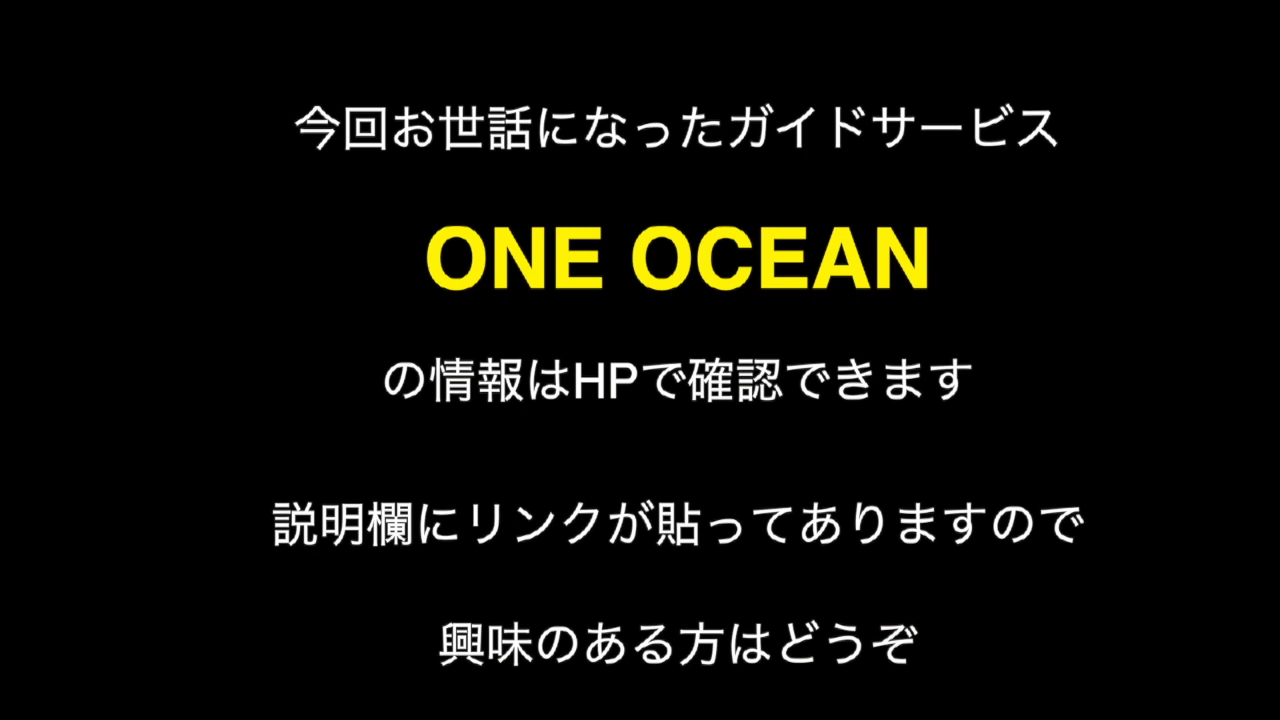 今回お世話になったガイドサービス
ONE OCEAN
の情報はHPで確認できます
説明欄にリンクが貼ってありますので
興味のある方はどうぞ